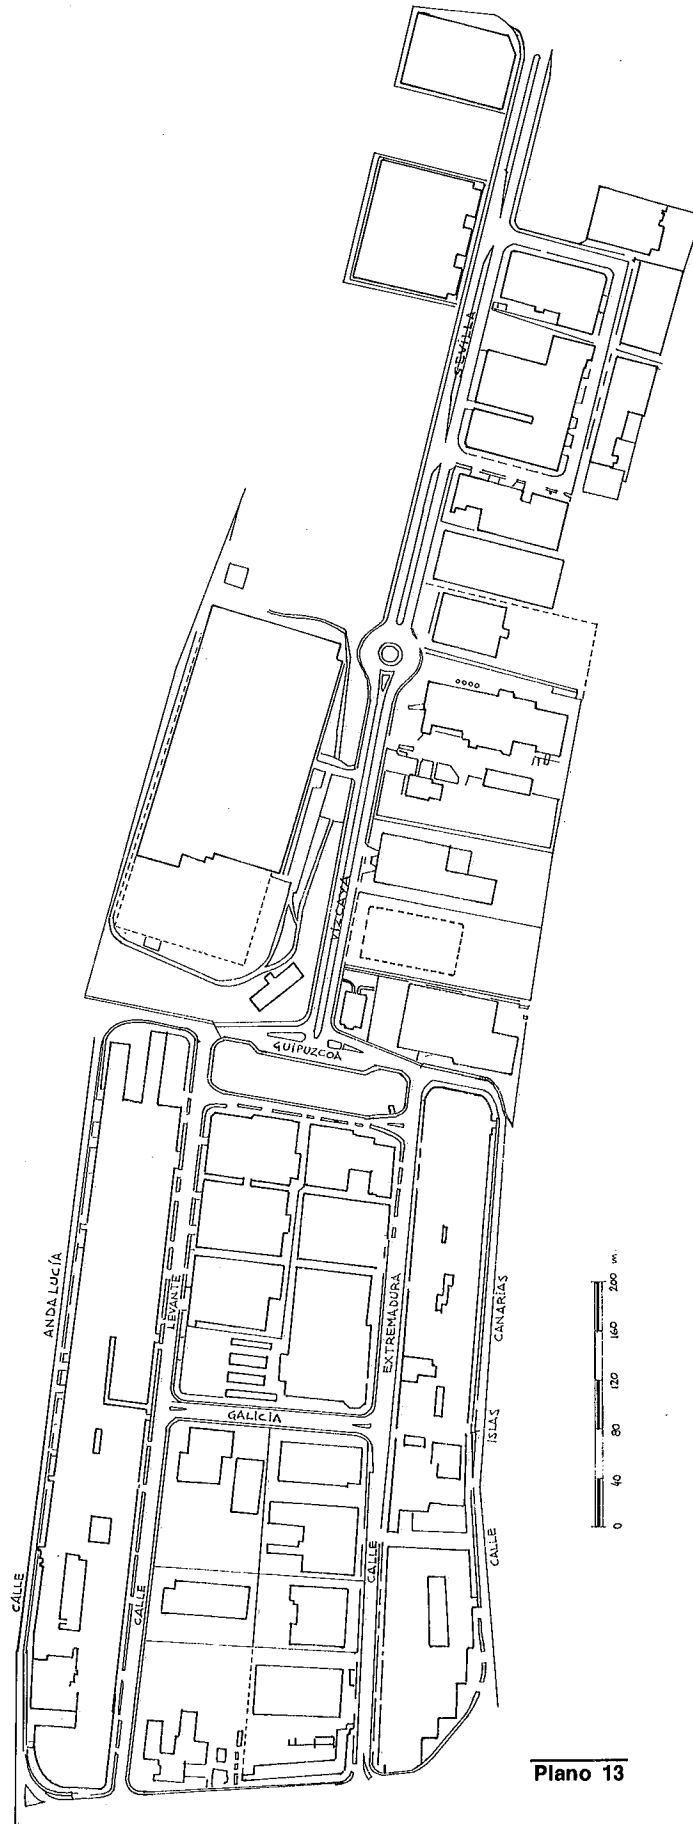 SEVILLA
VIZCAYA
GUIPUZCOA
ANDALUCÍA
CALLE
LEVANTE
CALLE
GALICIA
EXTREMADURA
CALLE
CANARIAS
ISLAS
CALLE
200 m.
160
120
80
40
0
Plano 13